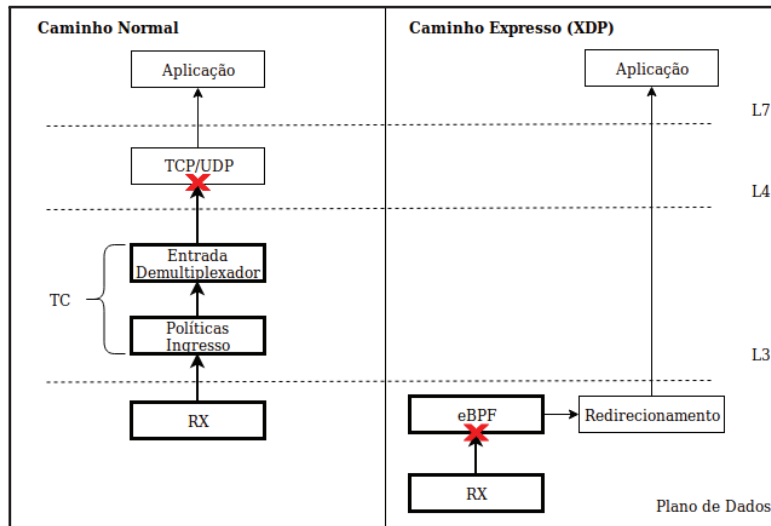 Caminho Normal
Aplicação
TCP/UDP
Entrada
Demultiplexador
TC
Políticas
Ingresso
RX
Caminho Expresso (XDP)
Aplicação
L7
L4
L3
eBPF
Redirecionamento
RX
Plano de Dados